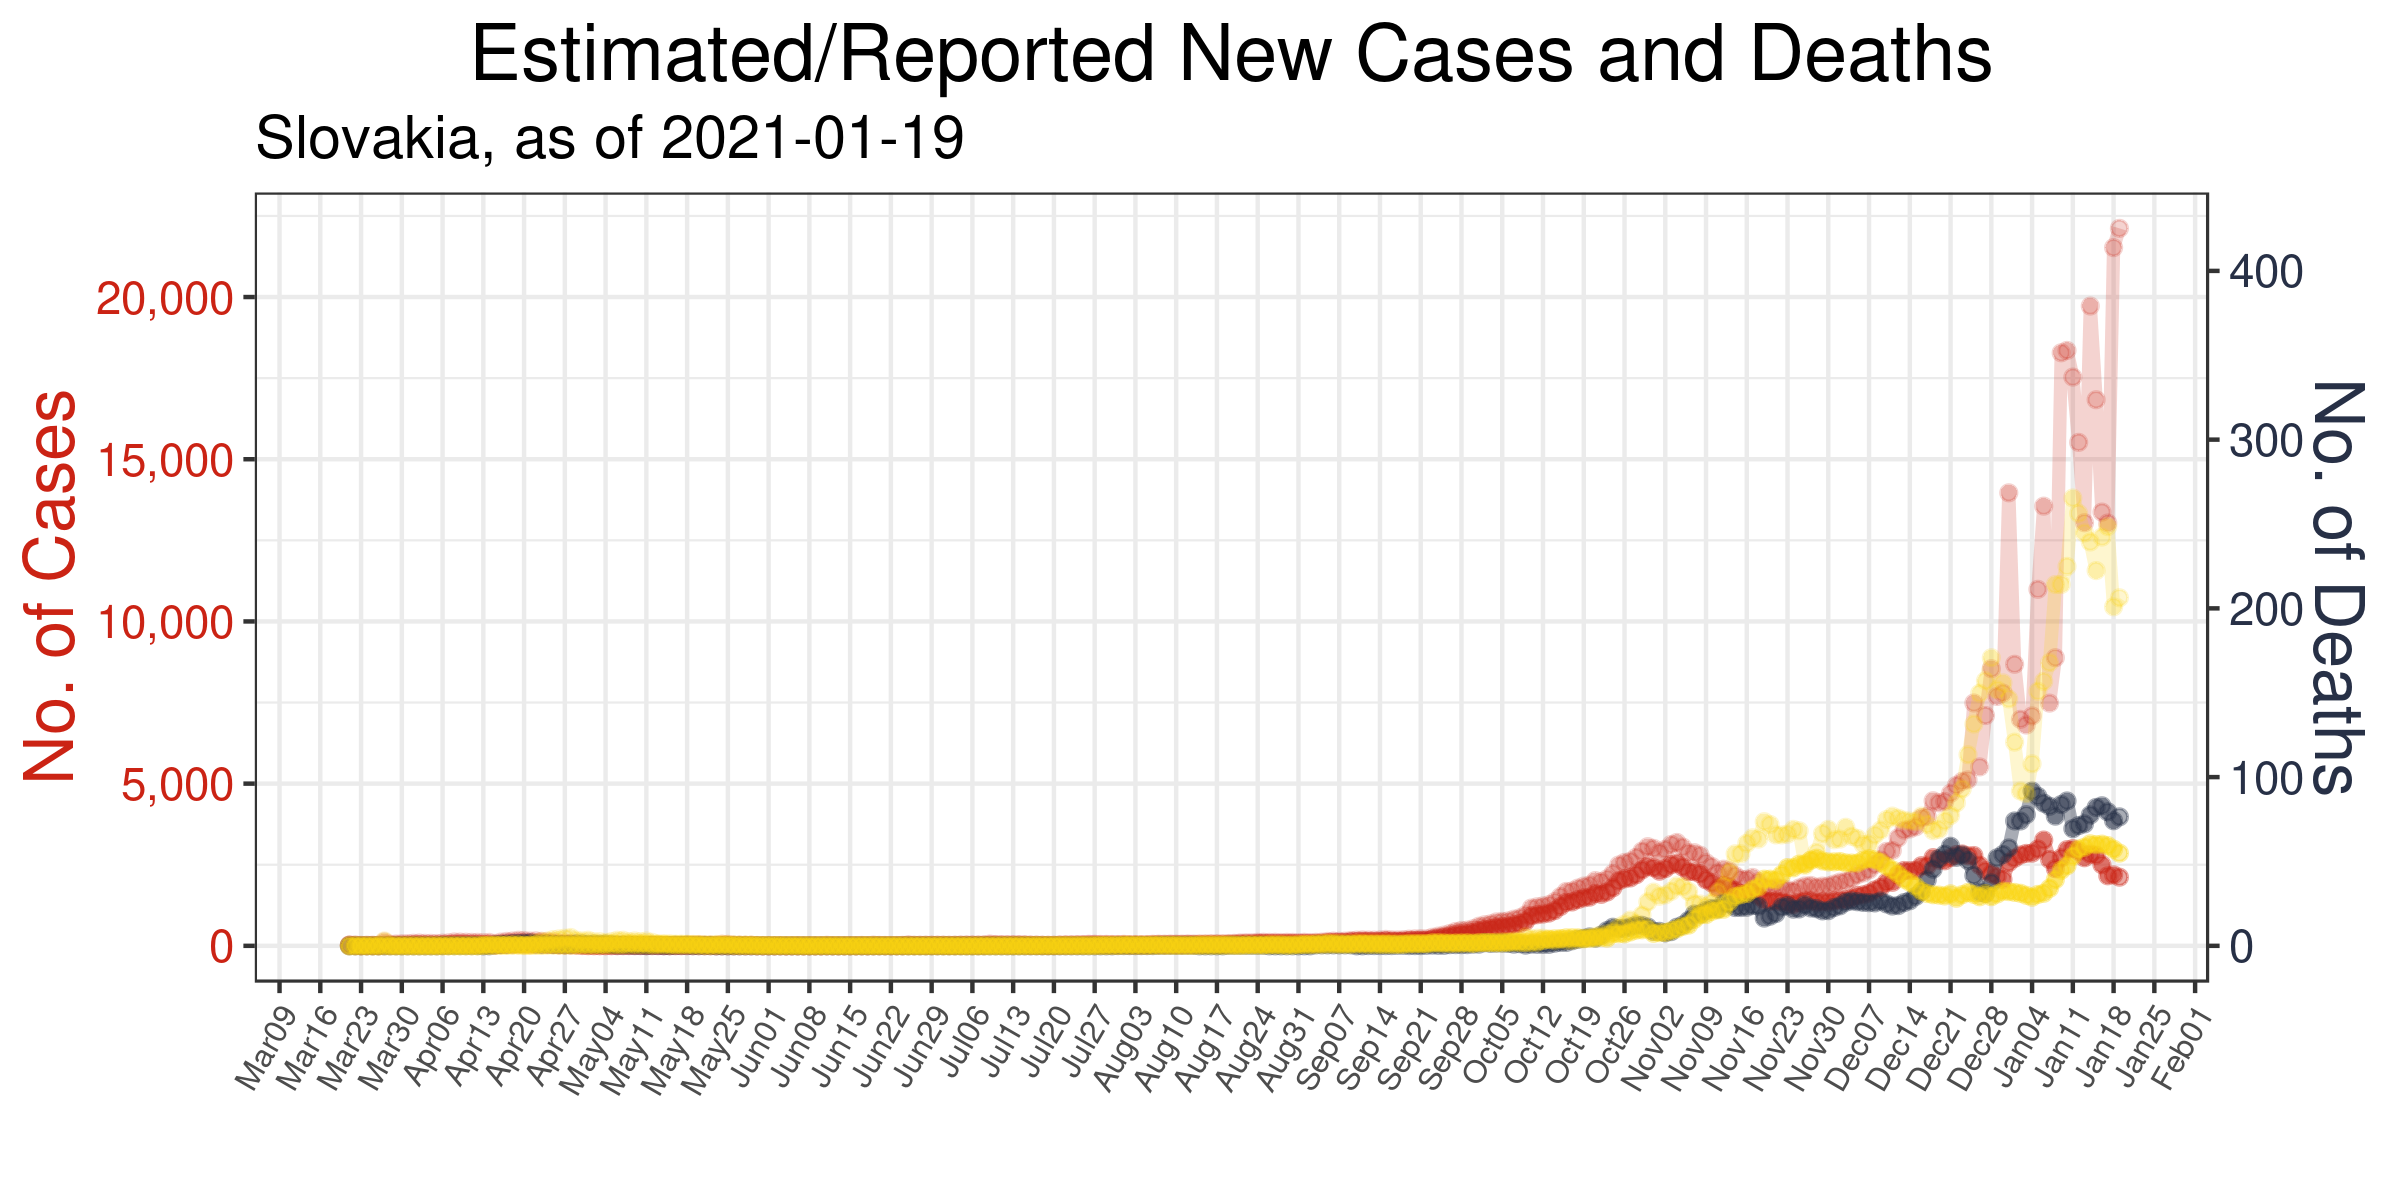 Estimated/Reported New Cases and Deaths
Slovakia, as of 2021-01-19
No. of Cases
20,000
15,000
10,000
5,000
0
400
300
200
100
0
No. of Deaths
Mar09
Mar16
Mar23
Mar30
Apr06
Apr13
Apr20
Apr27
May04
May11
May18
May25
Jun01
Jun08
Jun15
Jun22
Jun29
Jul06
Jul13
Jul20
Jul27
Aug03
Aug10
Aug17
Aug24
Aug31
Sep07
Sep14
Sep21
Sep28
Oct05
Oct12
Oct19
Oct26
Nov02
Nov09
Nov16
Nov23
Nov30
Dec07
Dec14
Dec21
Dec28
Jan04
Jan11
Jan18
Jan25
Feb01